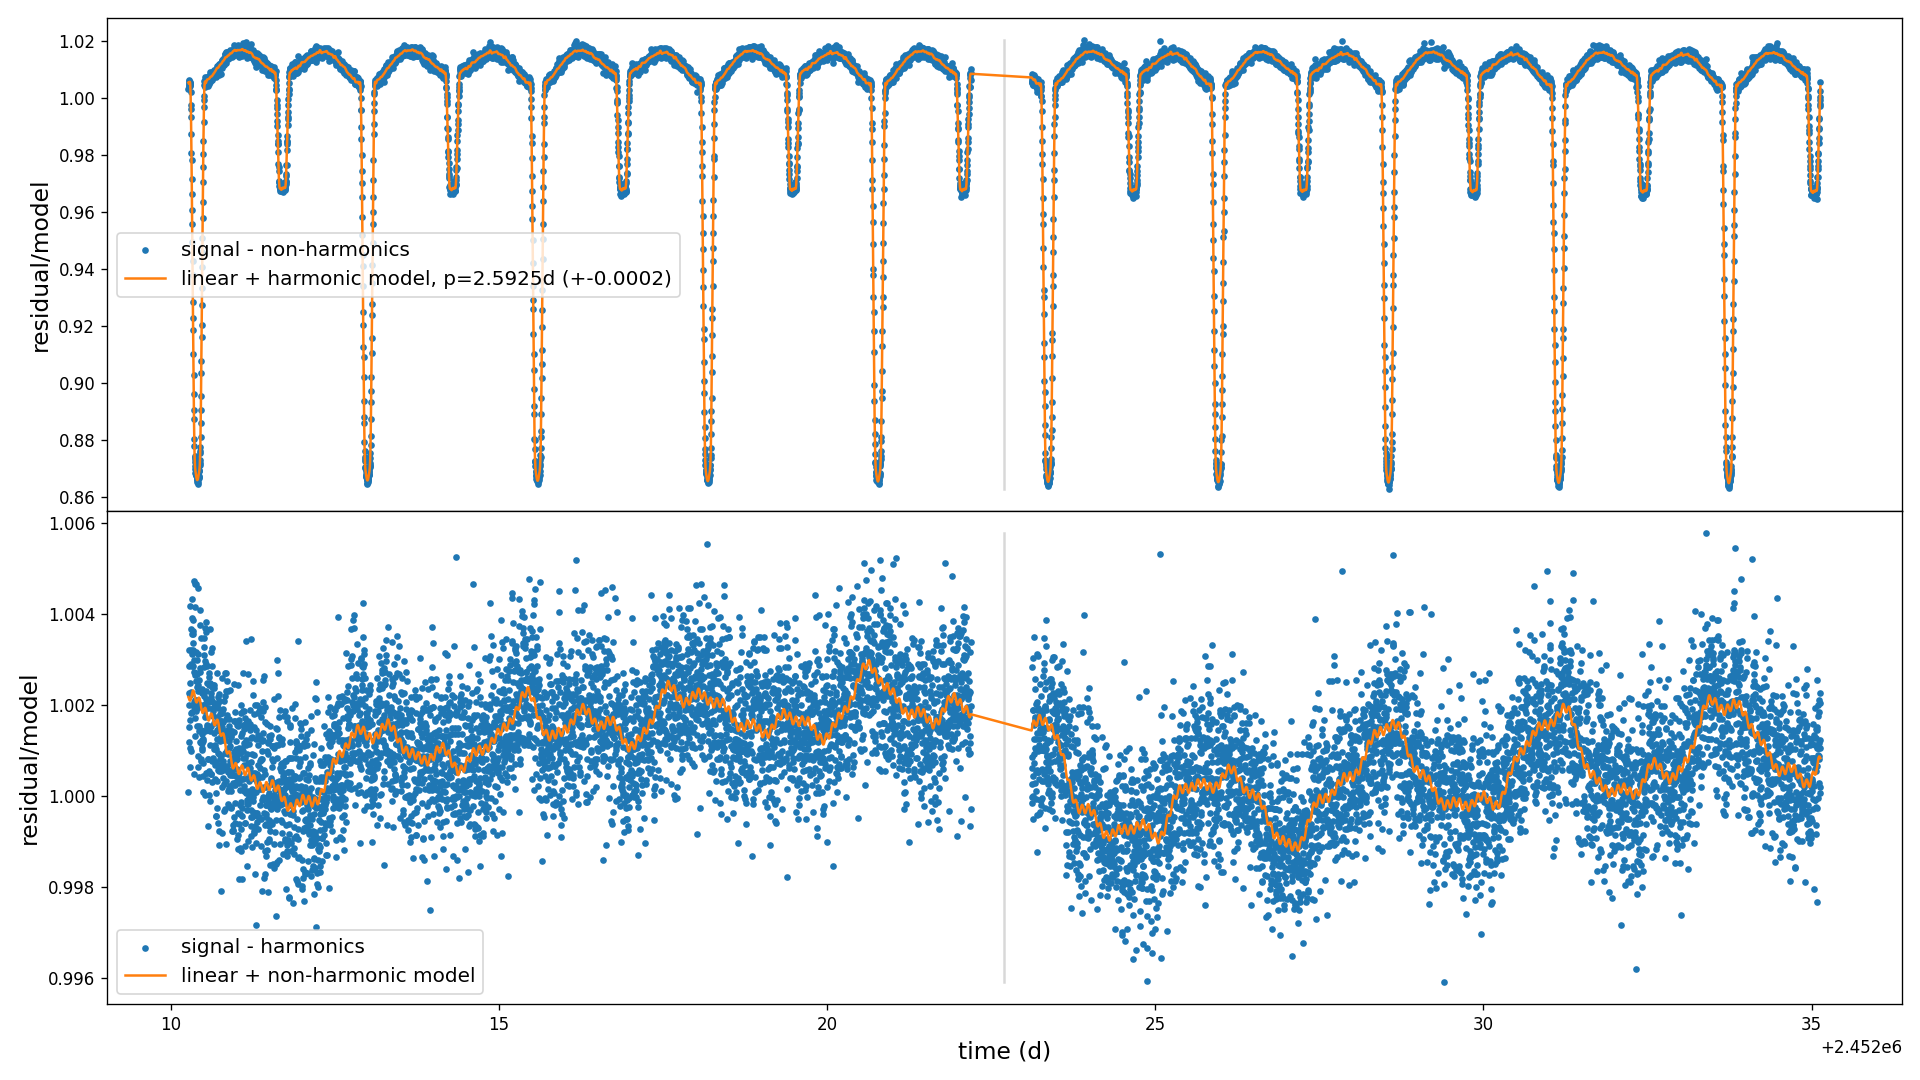 1.02
1.00
0.98
0.96
0.94
0.92
0.90
0.88
0.86
residual/model
signal - non-harmonics
linear + harmonic model, p=2.5925d (+-0.0002)
1.006
1.004
1.002
1.000
0.998
0.996
residual/model
signal - harmonics
linear + non-harmonic model
10
15
20
25
30
35
time (d)
+2.452e6